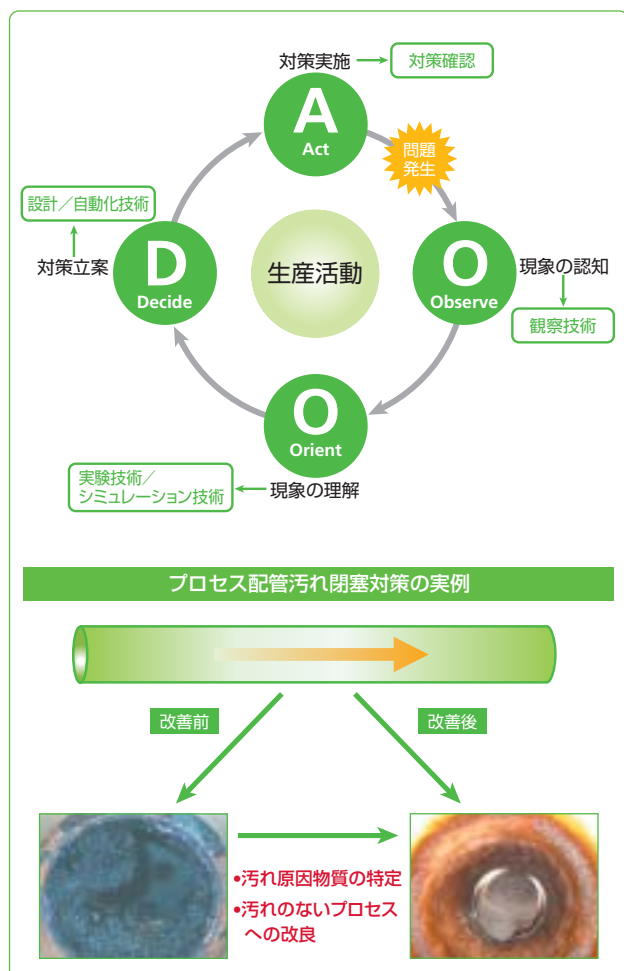 対策実施
対策確認
A
Act
問題
発生
設計／自動化技術
対策立案
D
Decide
生産活動
O
Observe
現象の認知
観察技術
O
Orient
実験技術／
シミュレーション技術
現象の理解
プロセス配管汚れ閉塞対策の実例
改善前
改善後
•汚れ原因物質の特定
•汚れのないプロセス
への改良